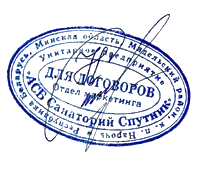 Республика Беларусь, Минская область, Мядельский район, к. п. Нарочь
Унитарное предприятие
"АСБ Санаторий Спутник"
ДЛЯ ДОГОВОРОВ
Отдел маркетинга